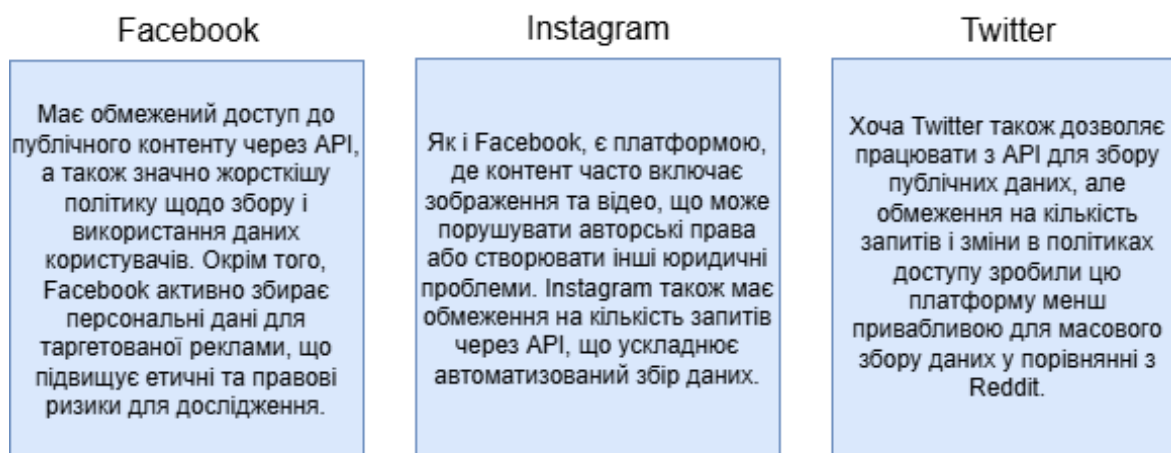 Facebook
Має обмежений доступ до
публічного контенту через API,
а також значно жорсткішу
політику щодо збору і
використання даних
користувачів. Окрім того,
Facebook активно збирає
персональні дані для
таргетованої реклами, що
підвищує етичні та правові
ризики для дослідження.
Instagram
Як і Facebook, є платформою,
де контент часто включає
зображення та відео, що може
порушувати авторські права
або створювати інші юридичні
проблеми. Instagram також має
обмеження на кількість запитів
через API, що ускладнює
автоматизований збір даних.
Twitter
Хоча Twitter також дозволяє
працювати з API для збору
публічних даних, але
обмеження на кількість
запитів і зміни в політиках
доступу зробили цю
платформу менш
привабливою для масового
збору даних у порівнянні з
Reddit.